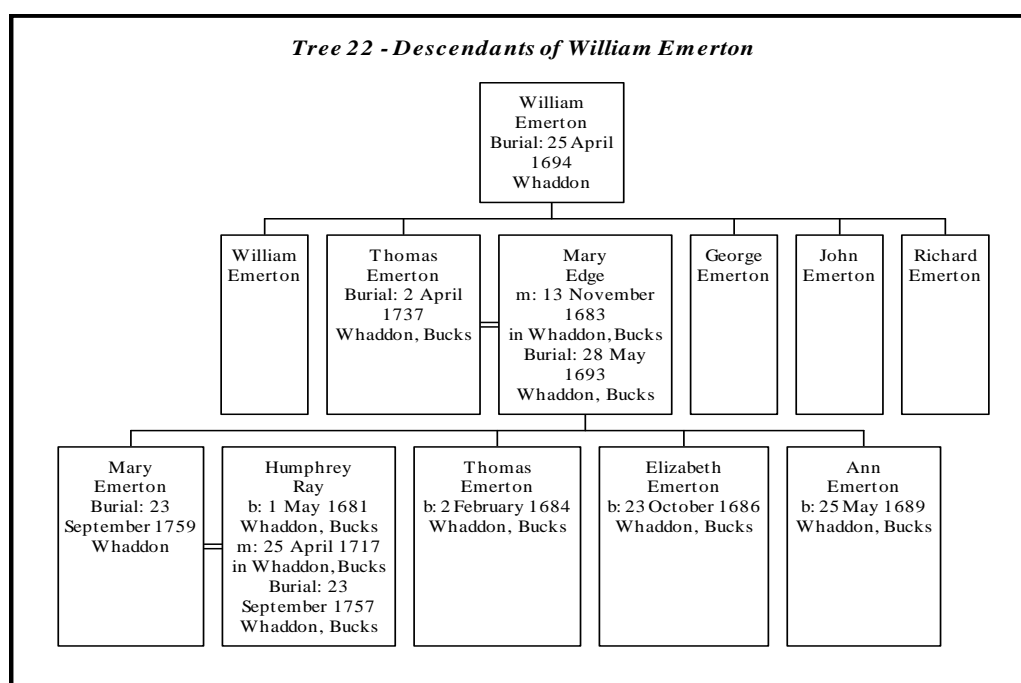 Tree 22 - Descendants of William Emerton
William
Emerton
Burial: 25 April
1694
Whaddon
William
Emerton
Thomas
Emerton
Burial: 2 April
1737
Whaddon, Bucks
Mary
Edge
m: 13 November
1683
in Whaddon, Bucks
Burial: 28 May
1693
Whaddon, Bucks
George
Emerton
John
Emerton
Richard
Emerton
Mary
Emerton
Burial: 23
September 1759
Whaddon
Humphrey
Ray
b: 1 May 1681
Whaddon, Bucks
m: 25 April 1717
in Whaddon, Bucks
Burial: 23
September 1757
Whaddon, Bucks
Thomas
Emerton
b: 2 February 1684
Whaddon, Bucks
Elizabeth
Emerton
b: 23 October 1686
Whaddon, Bucks
Ann
Emerton
b: 25 May 1689
Whaddon, Bucks